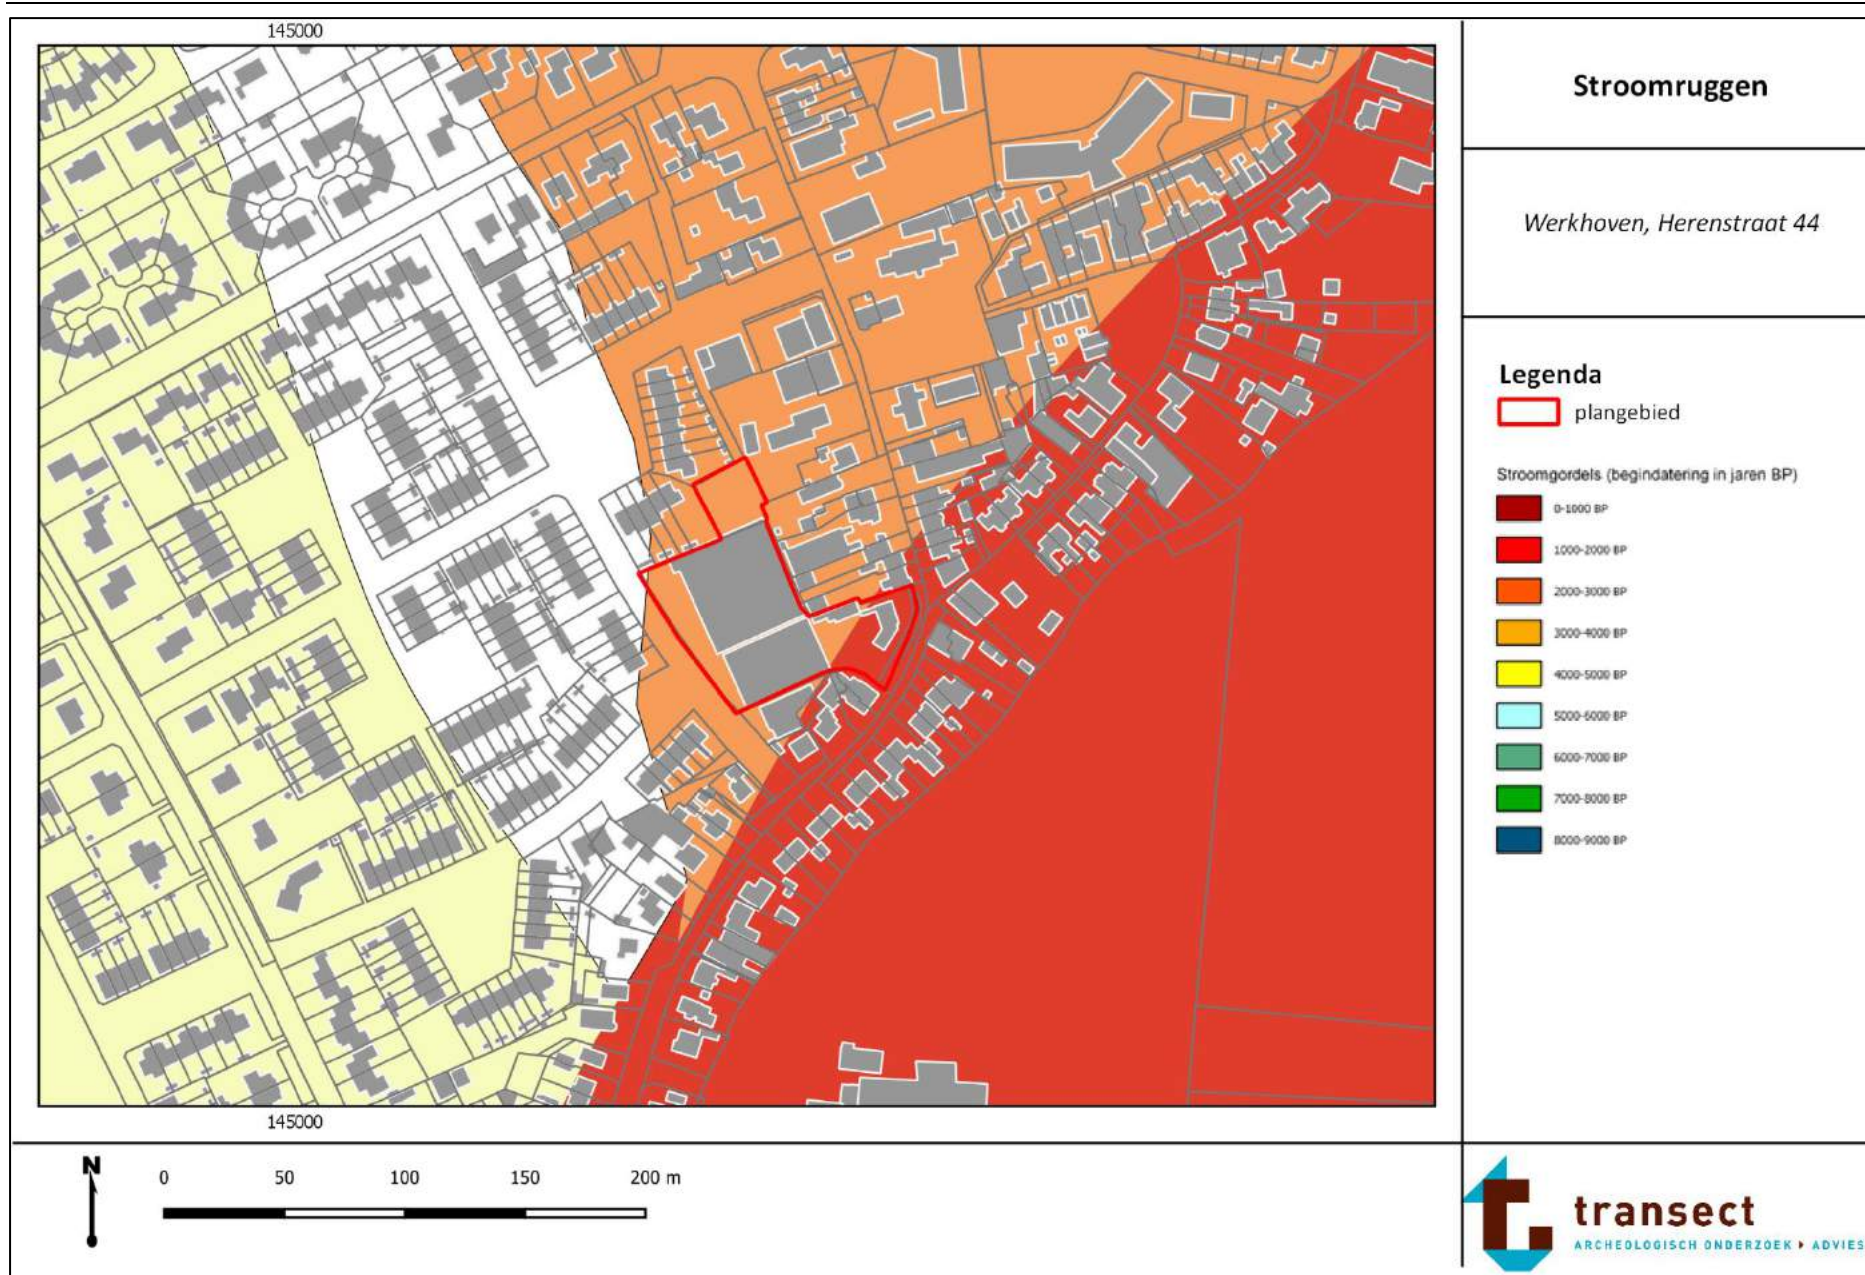 145000
Stroomruggen
Werkhoven, Herenstraat 44
Legenda
plangebied
Stroomgordels (begindatering in jaren BP)
0-1000 BP
1000-2000 BP
2000-3000 BP
3000-4000 BP
4000-5000 BP
5000-6000 BP
6000-7000 BP
7000-8000 BP
8000-9000 BP
145000
N
0 50 100 150 200 m
transect
ARCHEOLOGISCH ONDERZOEK ▸ ADVIES